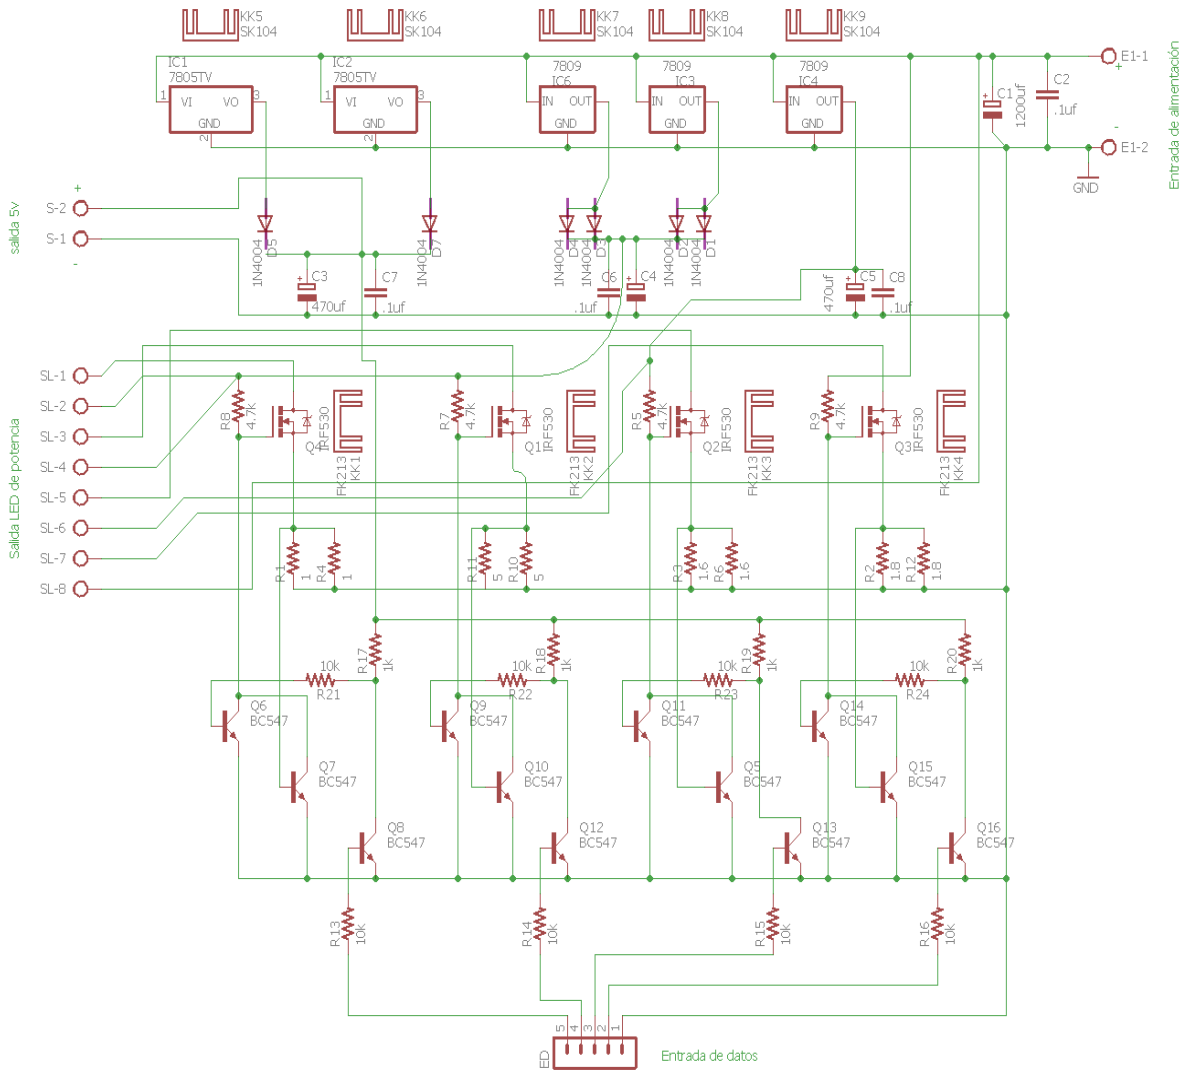 KK5
SK104
KK6
SK104
KK7
SK104
KK8
SK104
KK9
SK104
IC1
7805TV
IC2
7805TV
7809
IC6
7809
IC3
7809
IC4
1
VI
VO
3
GND
2
1
VI
VO
3
GND
2
IN
OUT
GND
IN
OUT
GND
IN
OUT
GND
E1-1
+
-
E1-2
GND
C1
1200uf
+
C2
.1uf
Entrada de alimentación
salida 5v
+
S-2
S-1
-
1N4004
D5
1N4004
D7
1N4004
D4
D3
1N4004
D2
D1
+
C3
470uf
C7
.1uf
C6
.1uf
+
C4
470uf
+
C5
C8
.1uf
Salida LED de potencia
SL-1
SL-2
SL-3
SL-4
SL-5
SL-6
SL-7
SL-8
R8
4.7k
Q4
IRF530
FK213
KK1
R7
4.7k
Q1
IRF530
FK213
KK2
R5
4.7k
Q2
IRF530
FK213
KK3
R9
4.7k
Q3
IRF530
FK213
KK4
R1
1
R4
1
R11
5
R10
5
R3
1.6
R6
1.6
R2
1.8
R12
1.8
R17
1k
R18
1k
R19
1k
R20
1k
10k
R21
10k
R22
10k
R23
10k
R24
Q6
BC547
Q9
BC547
Q11
BC547
Q14
BC547
Q7
BC547
Q10
BC547
Q5
BC547
Q15
BC547
Q8
BC547
Q12
BC547
Q13
BC547
Q16
BC547
R13
10k
R14
10k
R15
10k
R16
10k
5
4
3
2
1
ED
Entrada de datos